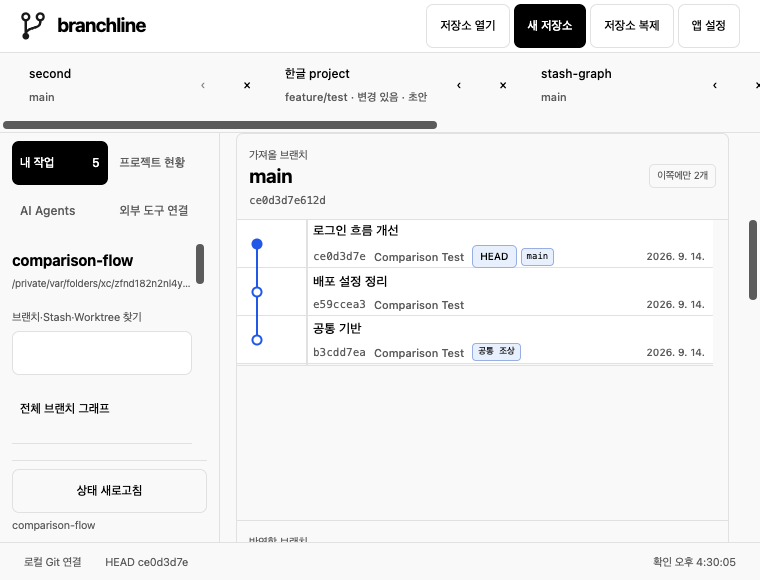 branchline
저장소 열기
새 저장소
저장소 복제
앱 설정
second
main
한글 project
feature/test · 변경 있음 · 초안
stash-graph
main
내 작업 5
프로젝트 현황
AI Agents
외부 도구 연결
comparison-flow
/private/var/folders/xc/zfnd182n2nl4y...
브랜치·Stash·Worktree 찾기
전체 브랜치 그래프
상태 새로고침
comparison-flow
가져올 브랜치
main
ce0d3d7e612d
이쪽에만 2개
로그인 흐름 개선
ce0d3d7e Comparison Test HEAD main 2026. 9. 14.
배포 설정 정리
e59ccea3 Comparison Test 2026. 9. 14.
공통 기반
b3cdd7ea Comparison Test 공통 조상 2026. 9. 14.
로컬 Git 연결
HEAD ce0d3d7e
확인 오후 4:30:05